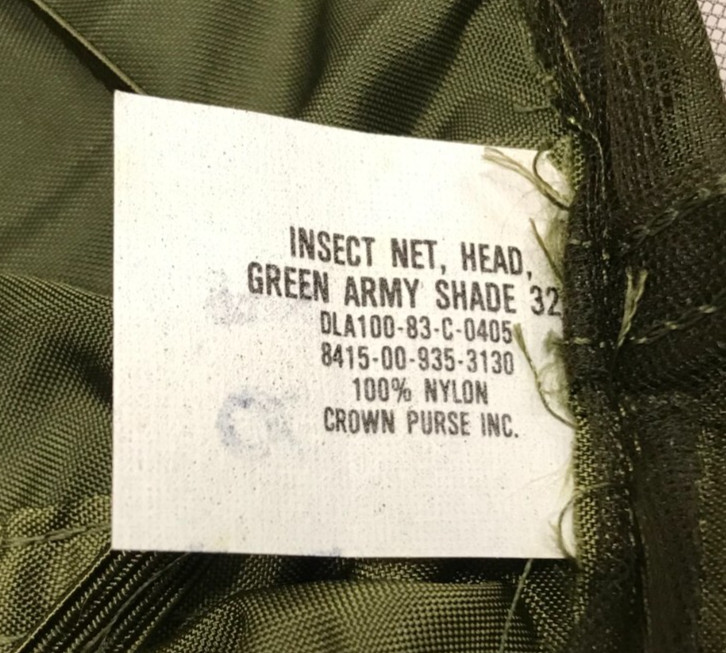 INSECT NET, HEAD,
GREEN ARMY SHADE 32
DLA100-83-C-0405
8415-00-935-3130
100% NYLON
CROWN PURSE INC.